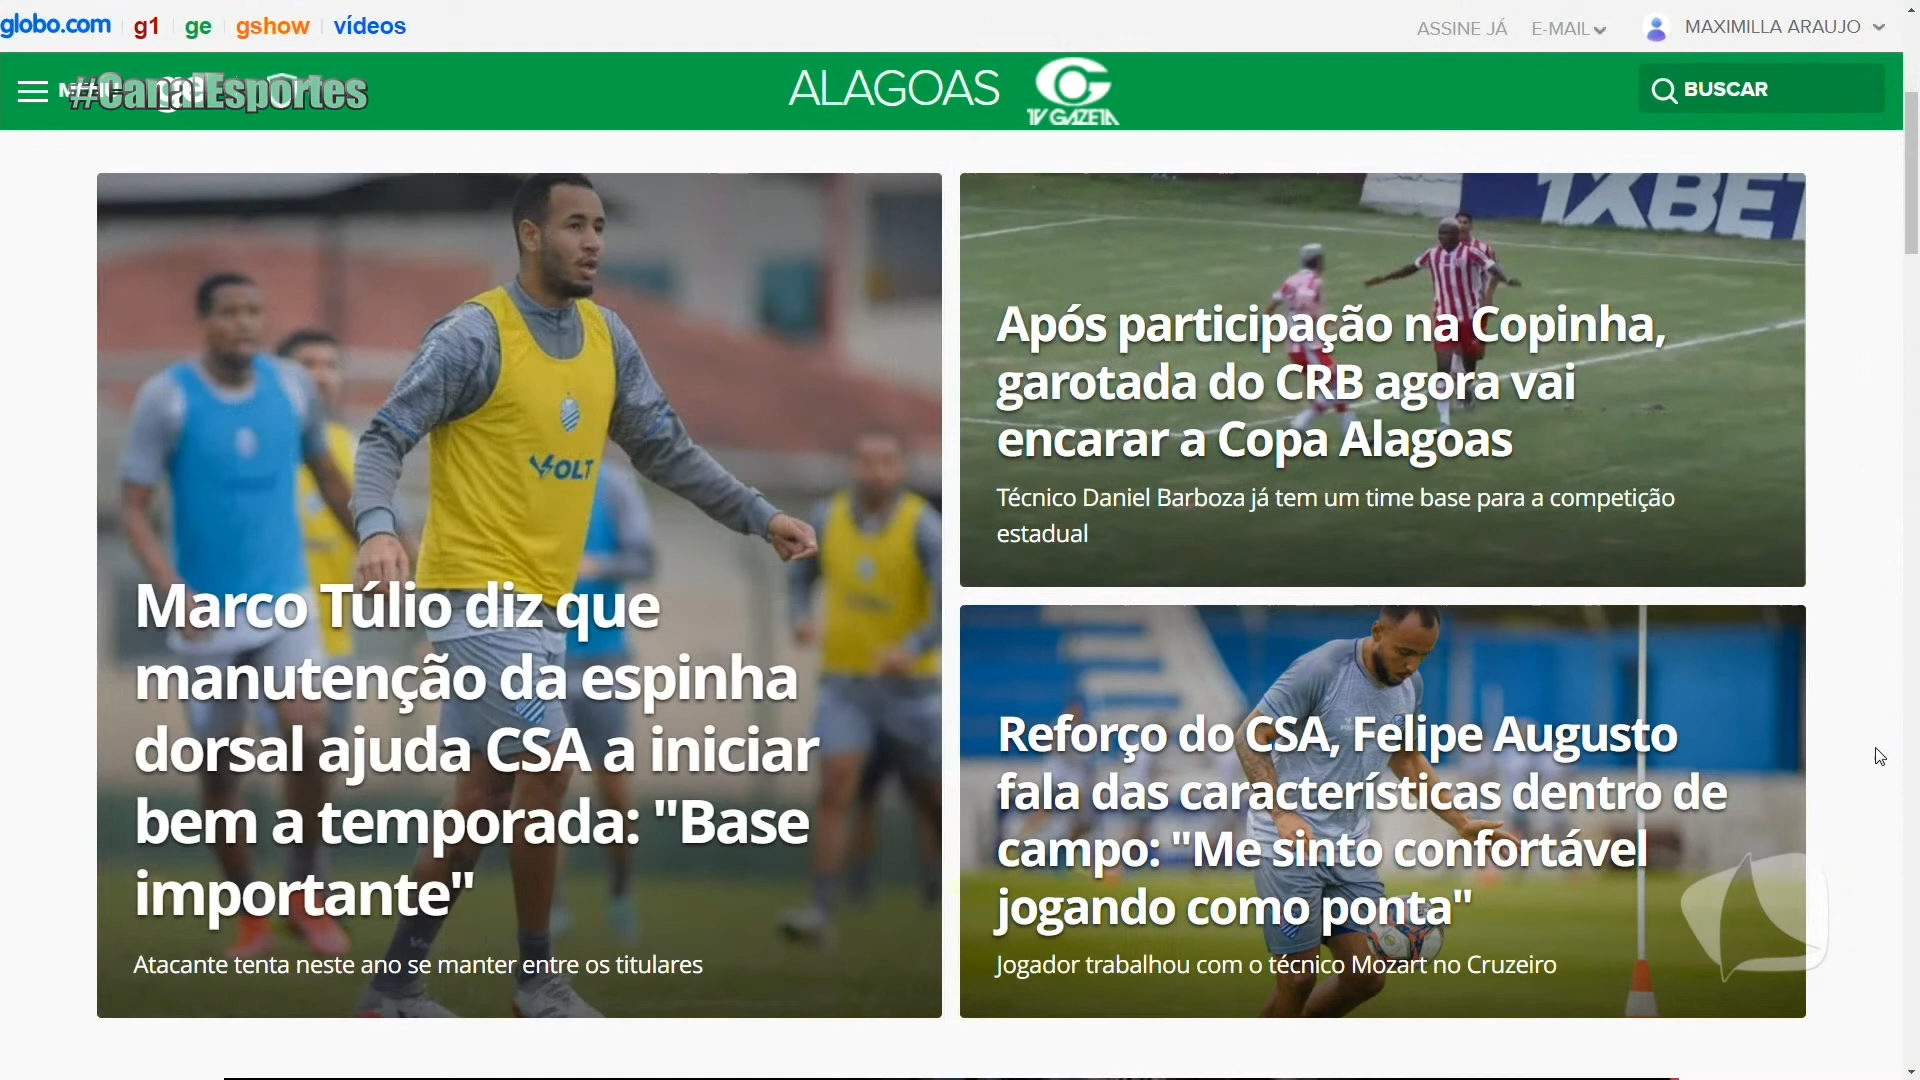 globo.com g1 ge gshow vídeos
ASSINE JÁ E-MAIL MAXIMILLA ARAUJO
#CanalEsportes
ALAGOAS
TV GAZETA
BUSCAR
1XBET
VOLT
Marco Túlio diz que
manutenção da espinha
dorsal ajuda CSA a iniciar
bem a temporada: "Base
importante"
Atacante tenta neste ano se manter entre os titulares
Após participação na Copinha,
garotada do CRB agora vai
encarar a Copa Alagoas
Técnico Daniel Barboza já tem um time base para a competição
estadual
Reforço do CSA, Felipe Augusto
fala das características dentro de
campo: "Me sinto confortável
jogando como ponta"
Jogador trabalhou com o técnico Mozart no Cruzeiro